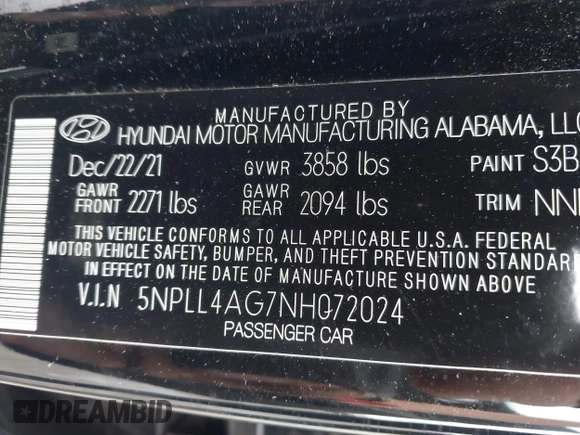 MANUFACTURED BY
HYUNDAI MOTOR MANUFACTURING ALABAMA, LLC
Dec/22/21 GVWR 3858 lbs PAINT S3B
GAWR FRONT 2271 lbs GAWR REAR 2094 lbs TRIM NN
THIS VEHICLE CONFORMS TO ALL APPLICABLE U.S.A. FEDERAL
MOTOR VEHICLE SAFETY, BUMPER, AND THEFT PREVENTION STANDARD
IN EFFECT ON THE DATE OF MANUFACTURE SHOWN ABOVE
V.I.N 5NPLL4AG7NH072024
PASSENGER CAR
DREAMBID